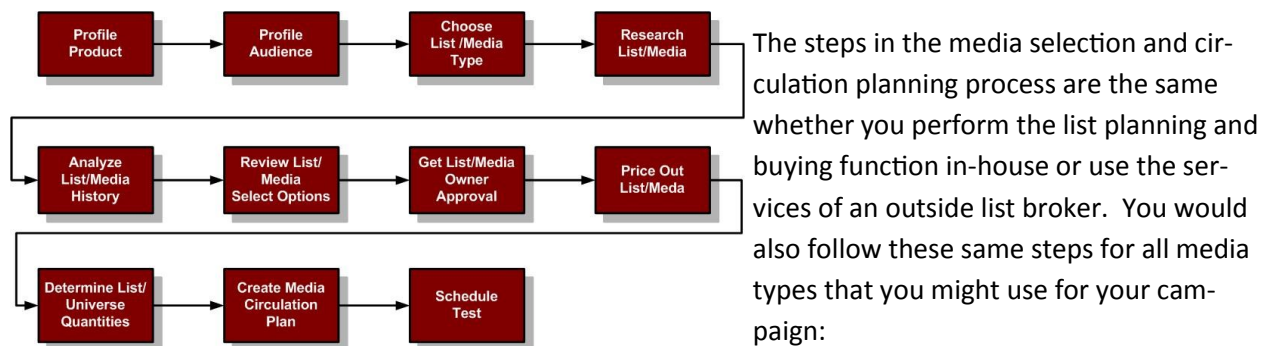 Profile
Product
Profile
Audience
Choose
List /Media
Type
Research
List/Media
Analyze
List/Media
History
Review List/
Media
Select Options
Get List/Media
Owner
Approval
Price Out
List/Meda
Determine List/
Universe
Quantities
Create Media
Circulation
Plan
Schedule
Test
The steps in the media selection and cir-
culation planning process are the same
whether you perform the list planning and
buying function in-house or use the ser-
vices of an outside list broker.  You would
also follow these same steps for all media
types that you might use for your cam-
paign: